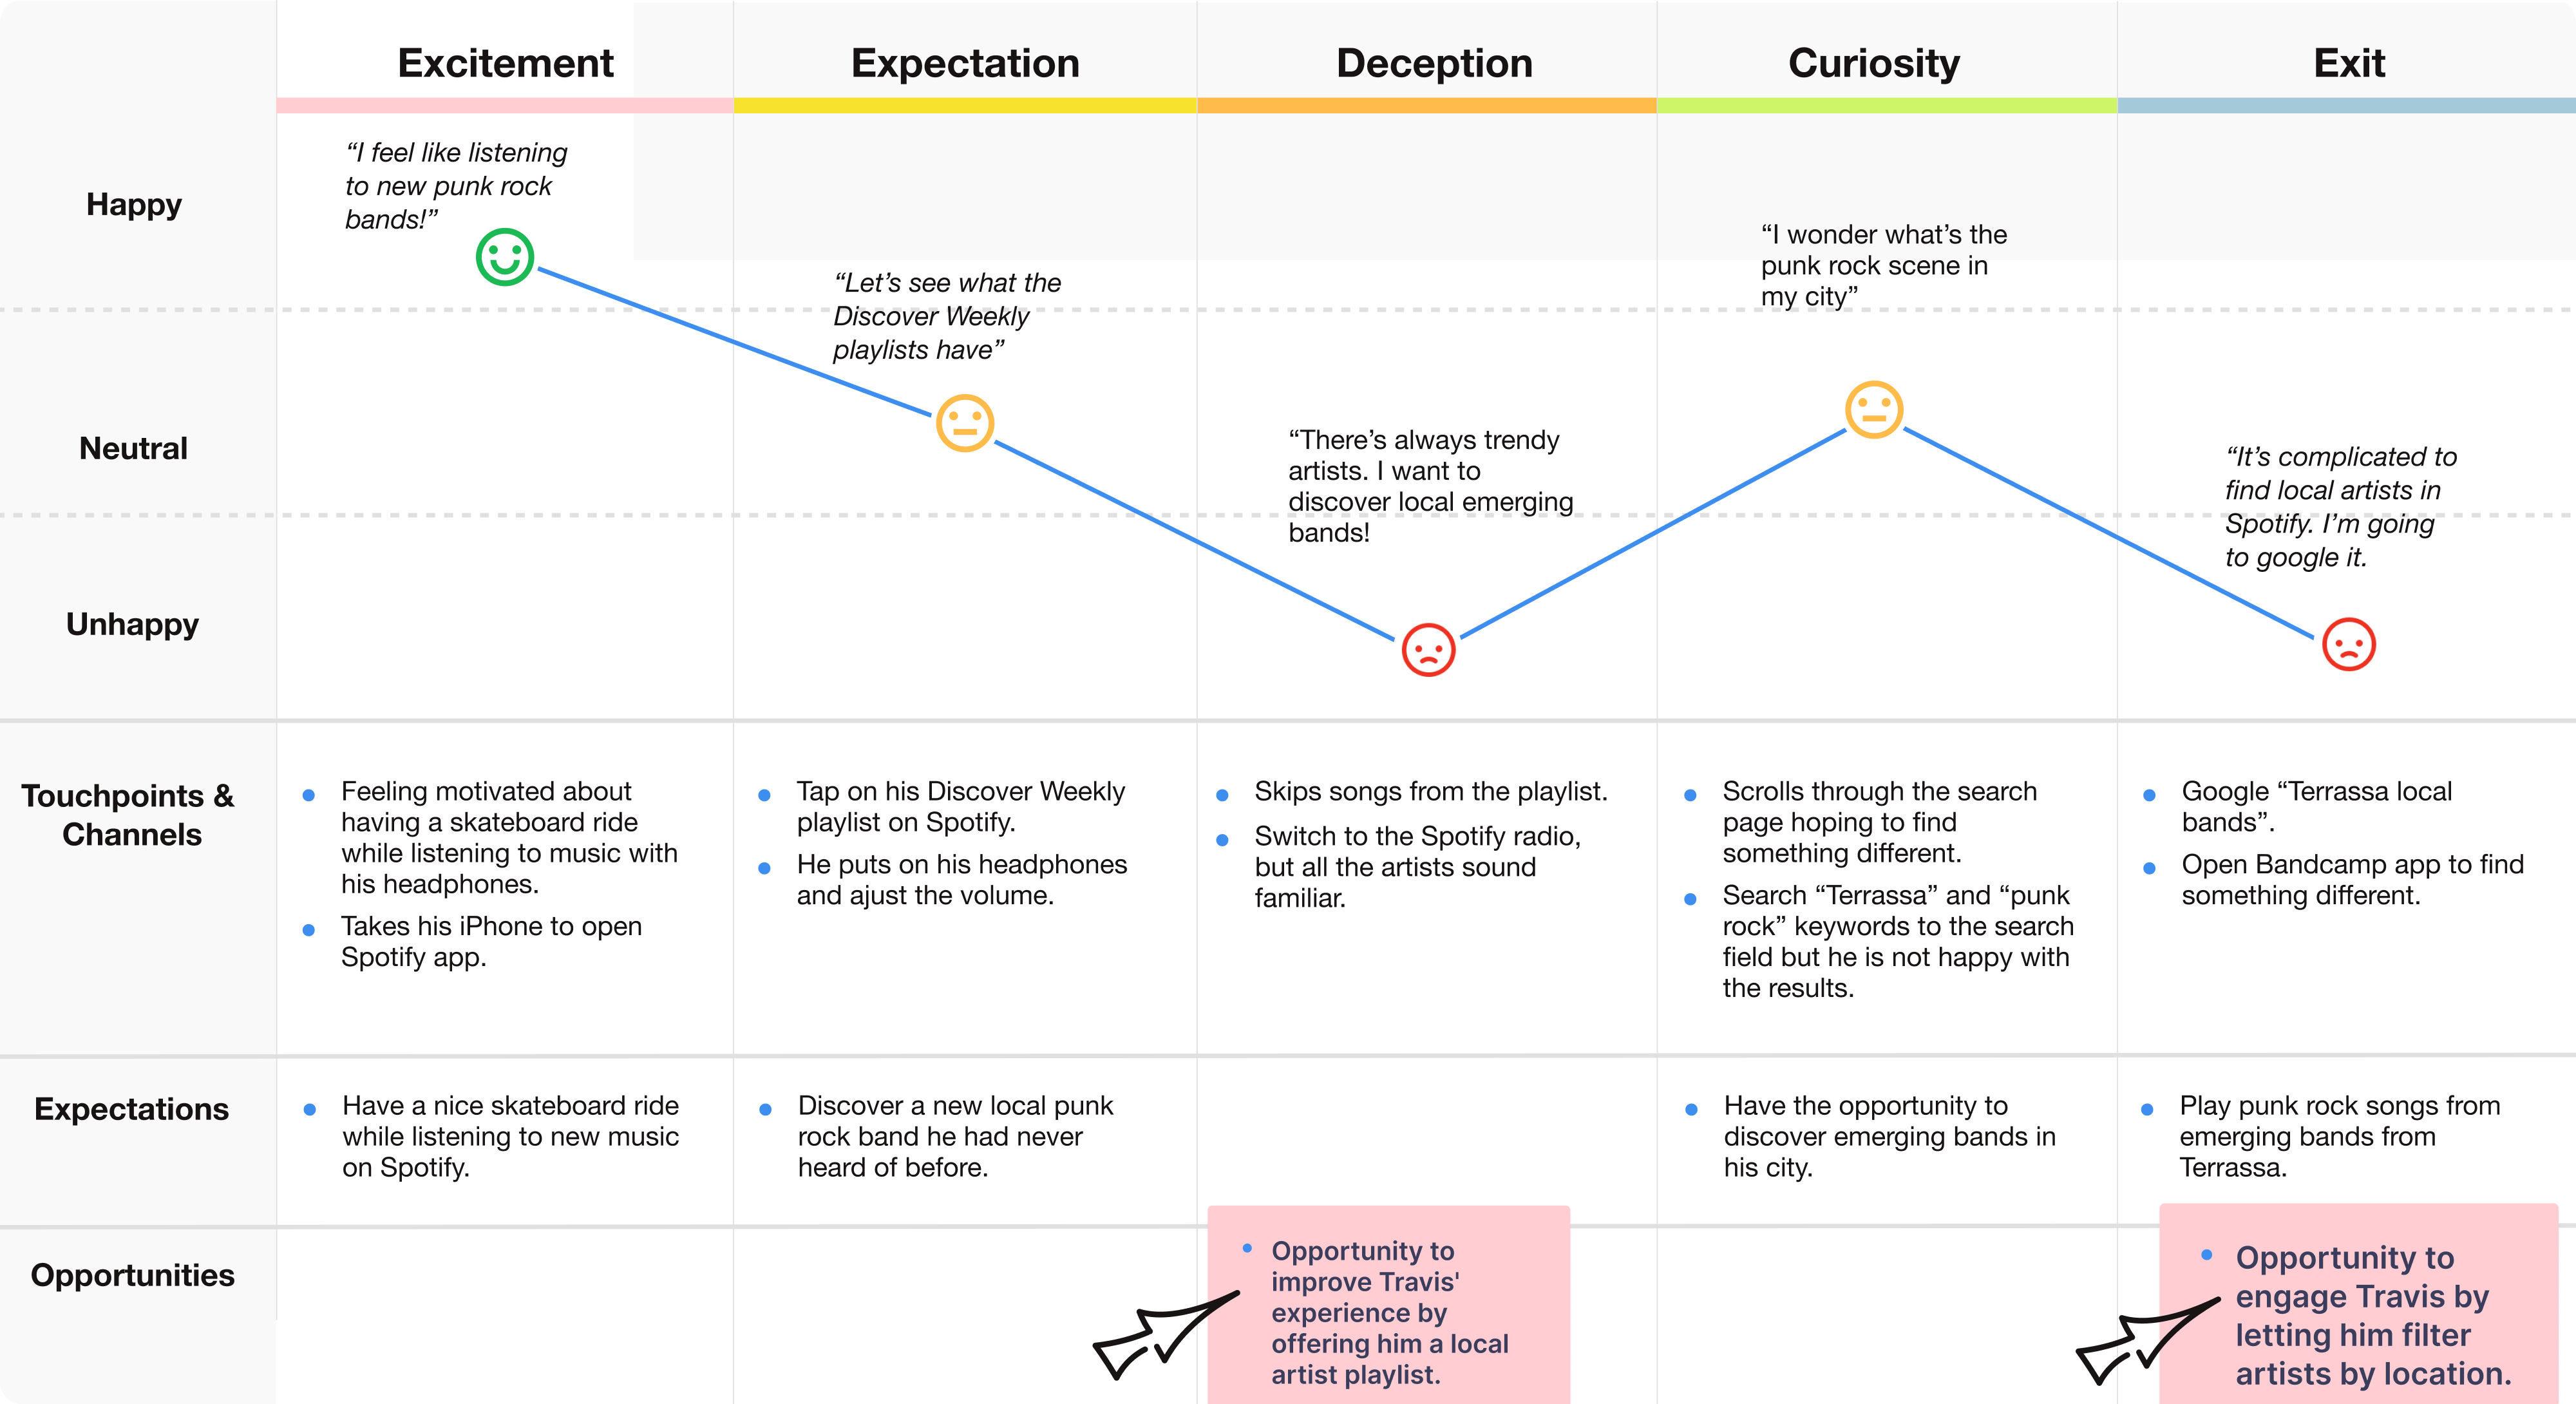 Excitement
Expectation
Deception
Curiosity
Exit
Happy
“I feel like listening
to new punk rock
bands!”
“Let’s see what the
Discover Weekly
playlists have”
“I wonder what’s the
punk rock scene in
my city”
Neutral
“There’s always trendy
artists. I want to
discover local emerging
bands!
“It’s complicated to
find local artists in
Spotify. I’m going
to google it.
Unhappy
Touchpoints &
Channels
Feeling motivated about
having a skateboard ride
while listening to music with
his headphones.
Takes his iPhone to open
Spotify app.
Tap on his Discover Weekly
playlist on Spotify.
He puts on his headphones
and ajust the volume.
Skips songs from the playlist.
Switch to the Spotify radio,
but all the artists sound
familiar.
Scrolls through the search
page hoping to find
something different.
Search “Terrassa” and “punk
rock” keywords to the search
field but he is not happy with
the results.
Google “Terrassa local
bands”.
Open Bandcamp app to find
something different.
Expectations
Have a nice skateboard ride
while listening to new music
on Spotify.
Discover a new local punk
rock band he had never
heard of before.
Have the opportunity to
discover emerging bands in
his city.
Play punk rock songs from
emerging bands from
Terrassa.
Opportunities
Opportunity to
improve Travis'
experience by
offering him a local
artist playlist.
Opportunity to
engage Travis by
letting him filter
artists by location.